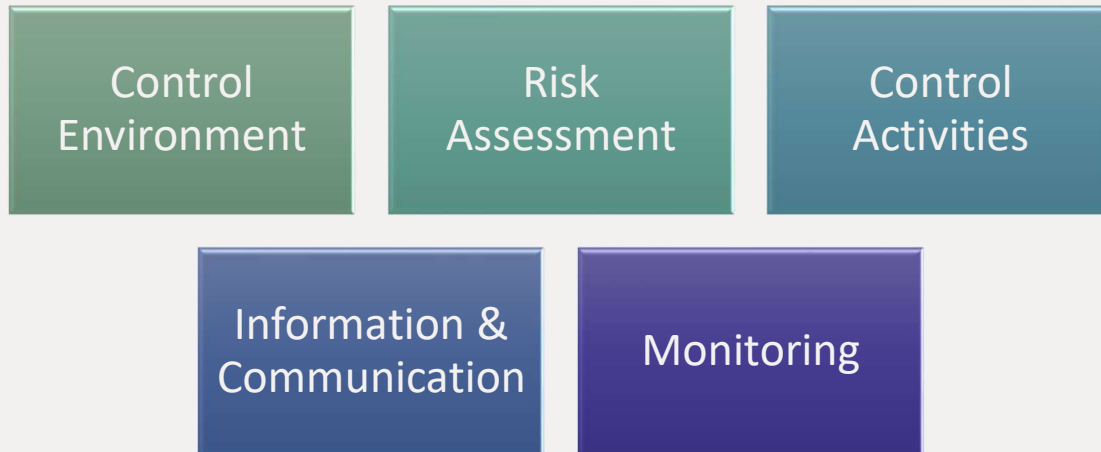 Control
Environment
Risk
Assessment
Control
Activities
Information &
Communication
Monitoring